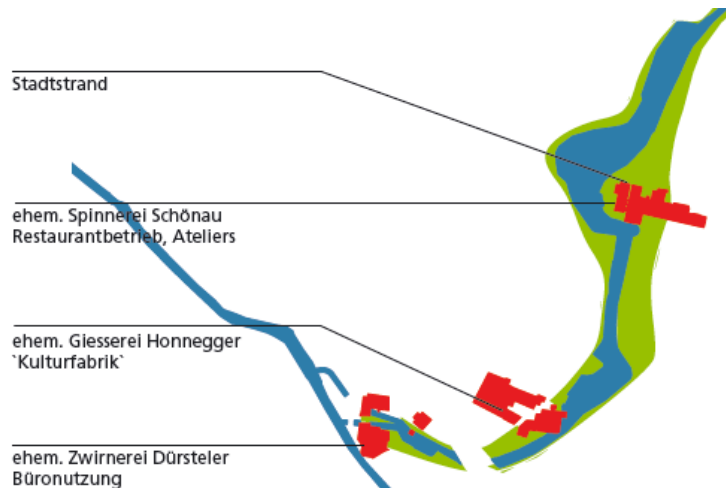 Stadtstrand
ehem. Spinnerei Schönau
Restaurantbetrieb, Ateliers
ehem. Giesserei Honnegger
`Kulturfabrik`
ehem. Zwirnerei Dürsteler
Büronutzung